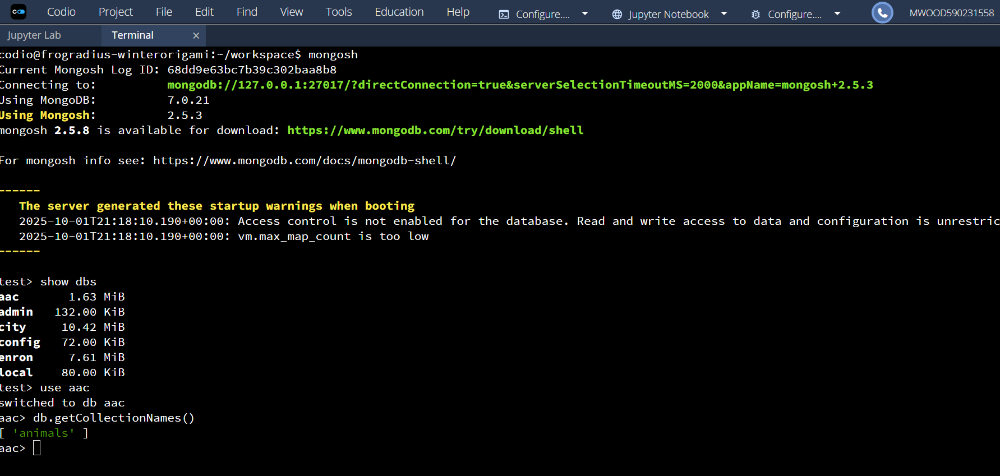 Codio Project File Edit Find View Tools Education Help Configure.... Jupyter Notebook Configure.... MWOOD590231558
Jupyter Lab Terminal
codio@frogradius-winterorigami:~/workspace$ mongosh
Current Mongosh Log ID: 68dd9e63bc7b39c302baa8b8
Connecting to: mongodb://127.0.0.1:27017/?directConnection=true&serverSelectionTimeoutMS=2000&appName=mongosh+2.5.3
Using MongoDB: 7.0.21
Using Mongosh: 2.5.3
mongosh 2.5.8 is available for download: https://www.mongodb.com/try/download/shell
For mongosh info see: https://www.mongodb.com/docs/mongodb-shell/
------
The server generated these startup warnings when booting
2025-10-01T21:18:10.190+00:00: Access control is not enabled for the database. Read and write access to data and configuration is unrestric
2025-10-01T21:18:10.190+00:00: vm.max_map_count is too low
------
test> show dbs
aac 1.63 MiB
admin 132.00 KiB
city 10.42 MiB
config 72.00 KiB
enron 7.61 MiB
local 80.00 KiB
test> use aac
switched to db aac
aac> db.getCollectionNames()
[ 'animals' ]
aac>